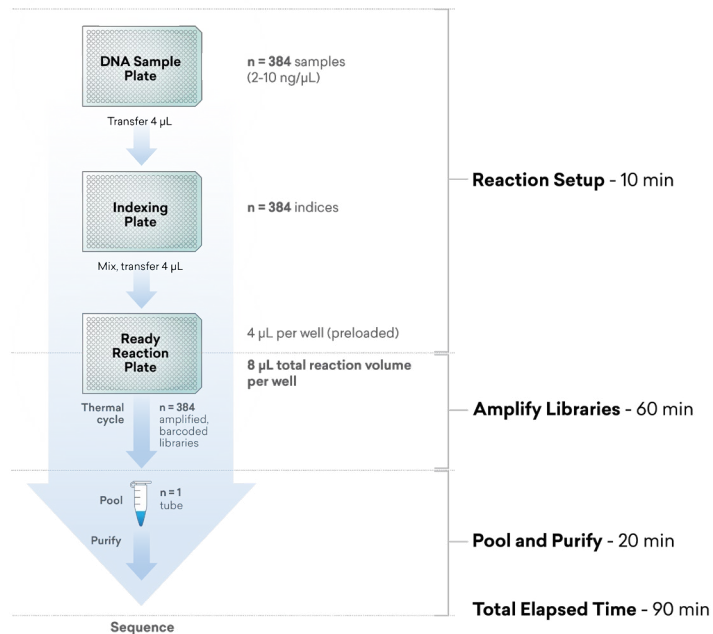 DNA Sample
Plate
n = 384 samples
(2-10 ng/µL)
Transfer 4 µL
Reaction Setup - 10 min
Indexing
Plate
n = 384 indices
Mix, transfer 4 µL
Ready
Reaction
Plate
4 µL per well (preloaded)
8 µL total reaction volume
per well
Thermal
cycle
n = 384
amplified,
barcoded
libraries
Amplify Libraries - 60 min
Pool
n = 1
tube
Purify
Pool and Purify - 20 min
Total Elapsed Time - 90 min
Sequence